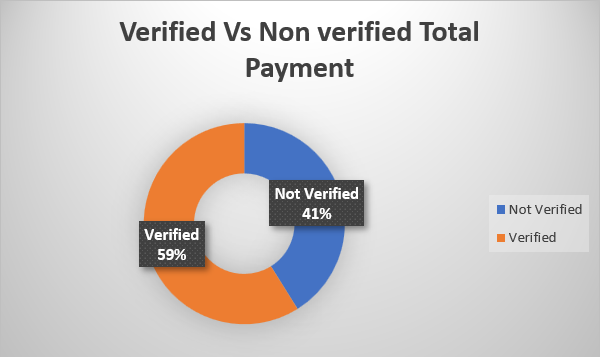 Verified Vs Non verified Total
Payment
Not Verified
41%
Verified
59%
Not Verified
Verified